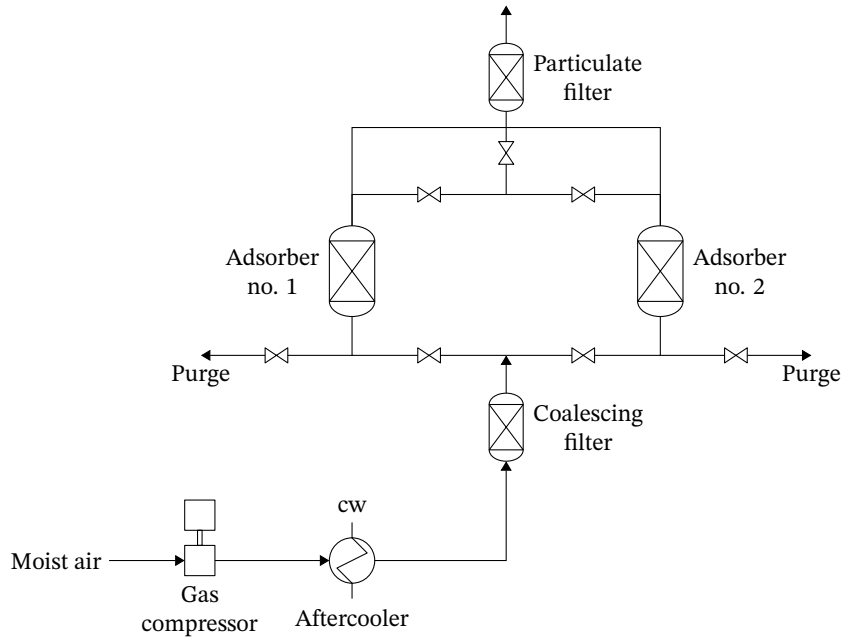 Particulate
filter
Adsorber
no. 1
Adsorber
no. 2
Purge
Purge
Coalescing
filter
cw
Moist air
Gas
compressor
Aftercooler